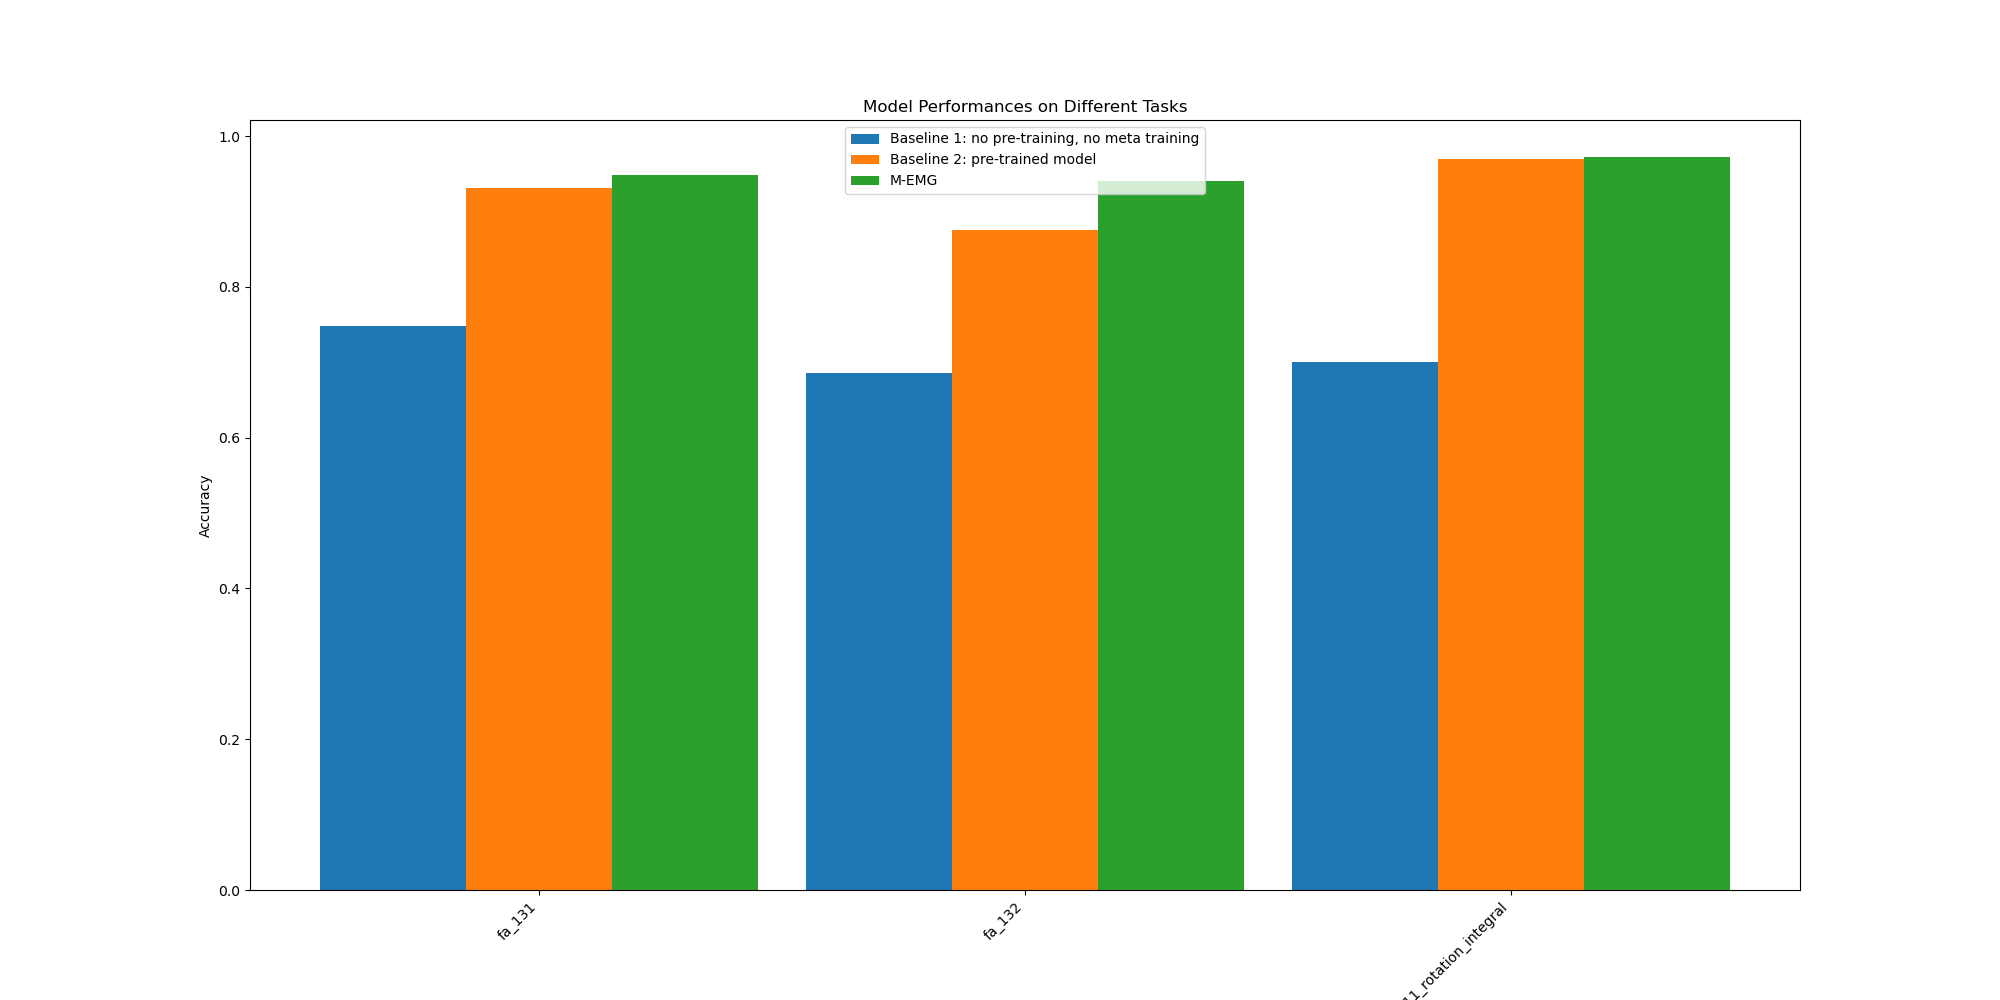 Model Performances on Different Tasks
Baseline 1: no pre-training, no meta training
Baseline 2: pre-trained model
M-EMG
Accuracy
1.0
0.8
0.6
0.4
0.2
0.0
fa_131
fa_132
11_rotation_integral